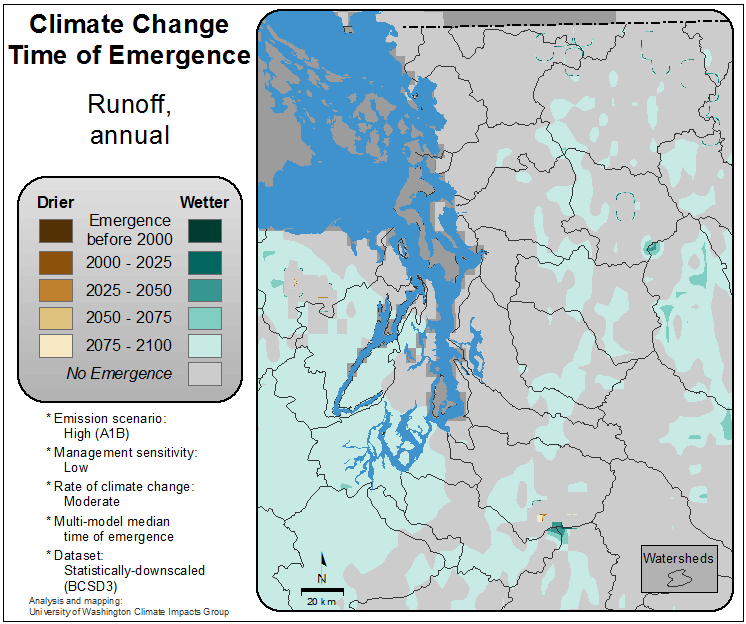 Climate Change
Time of Emergence
Runoff,
annual
Drier
Wetter
Emergence
before 2000
2000 - 2025
2025 - 2050
2050 - 2075
2075 - 2100
No Emergence
* Emission scenario:
High (A1B)
* Management sensitivity:
Low
* Rate of climate change:
Moderate
* Multi-model median
time of emergence
* Dataset:
Statistically-downscaled
(BCSD3)
Analysis and mapping:
University of Washington Climate Impacts Group
N
20 km
Watersheds